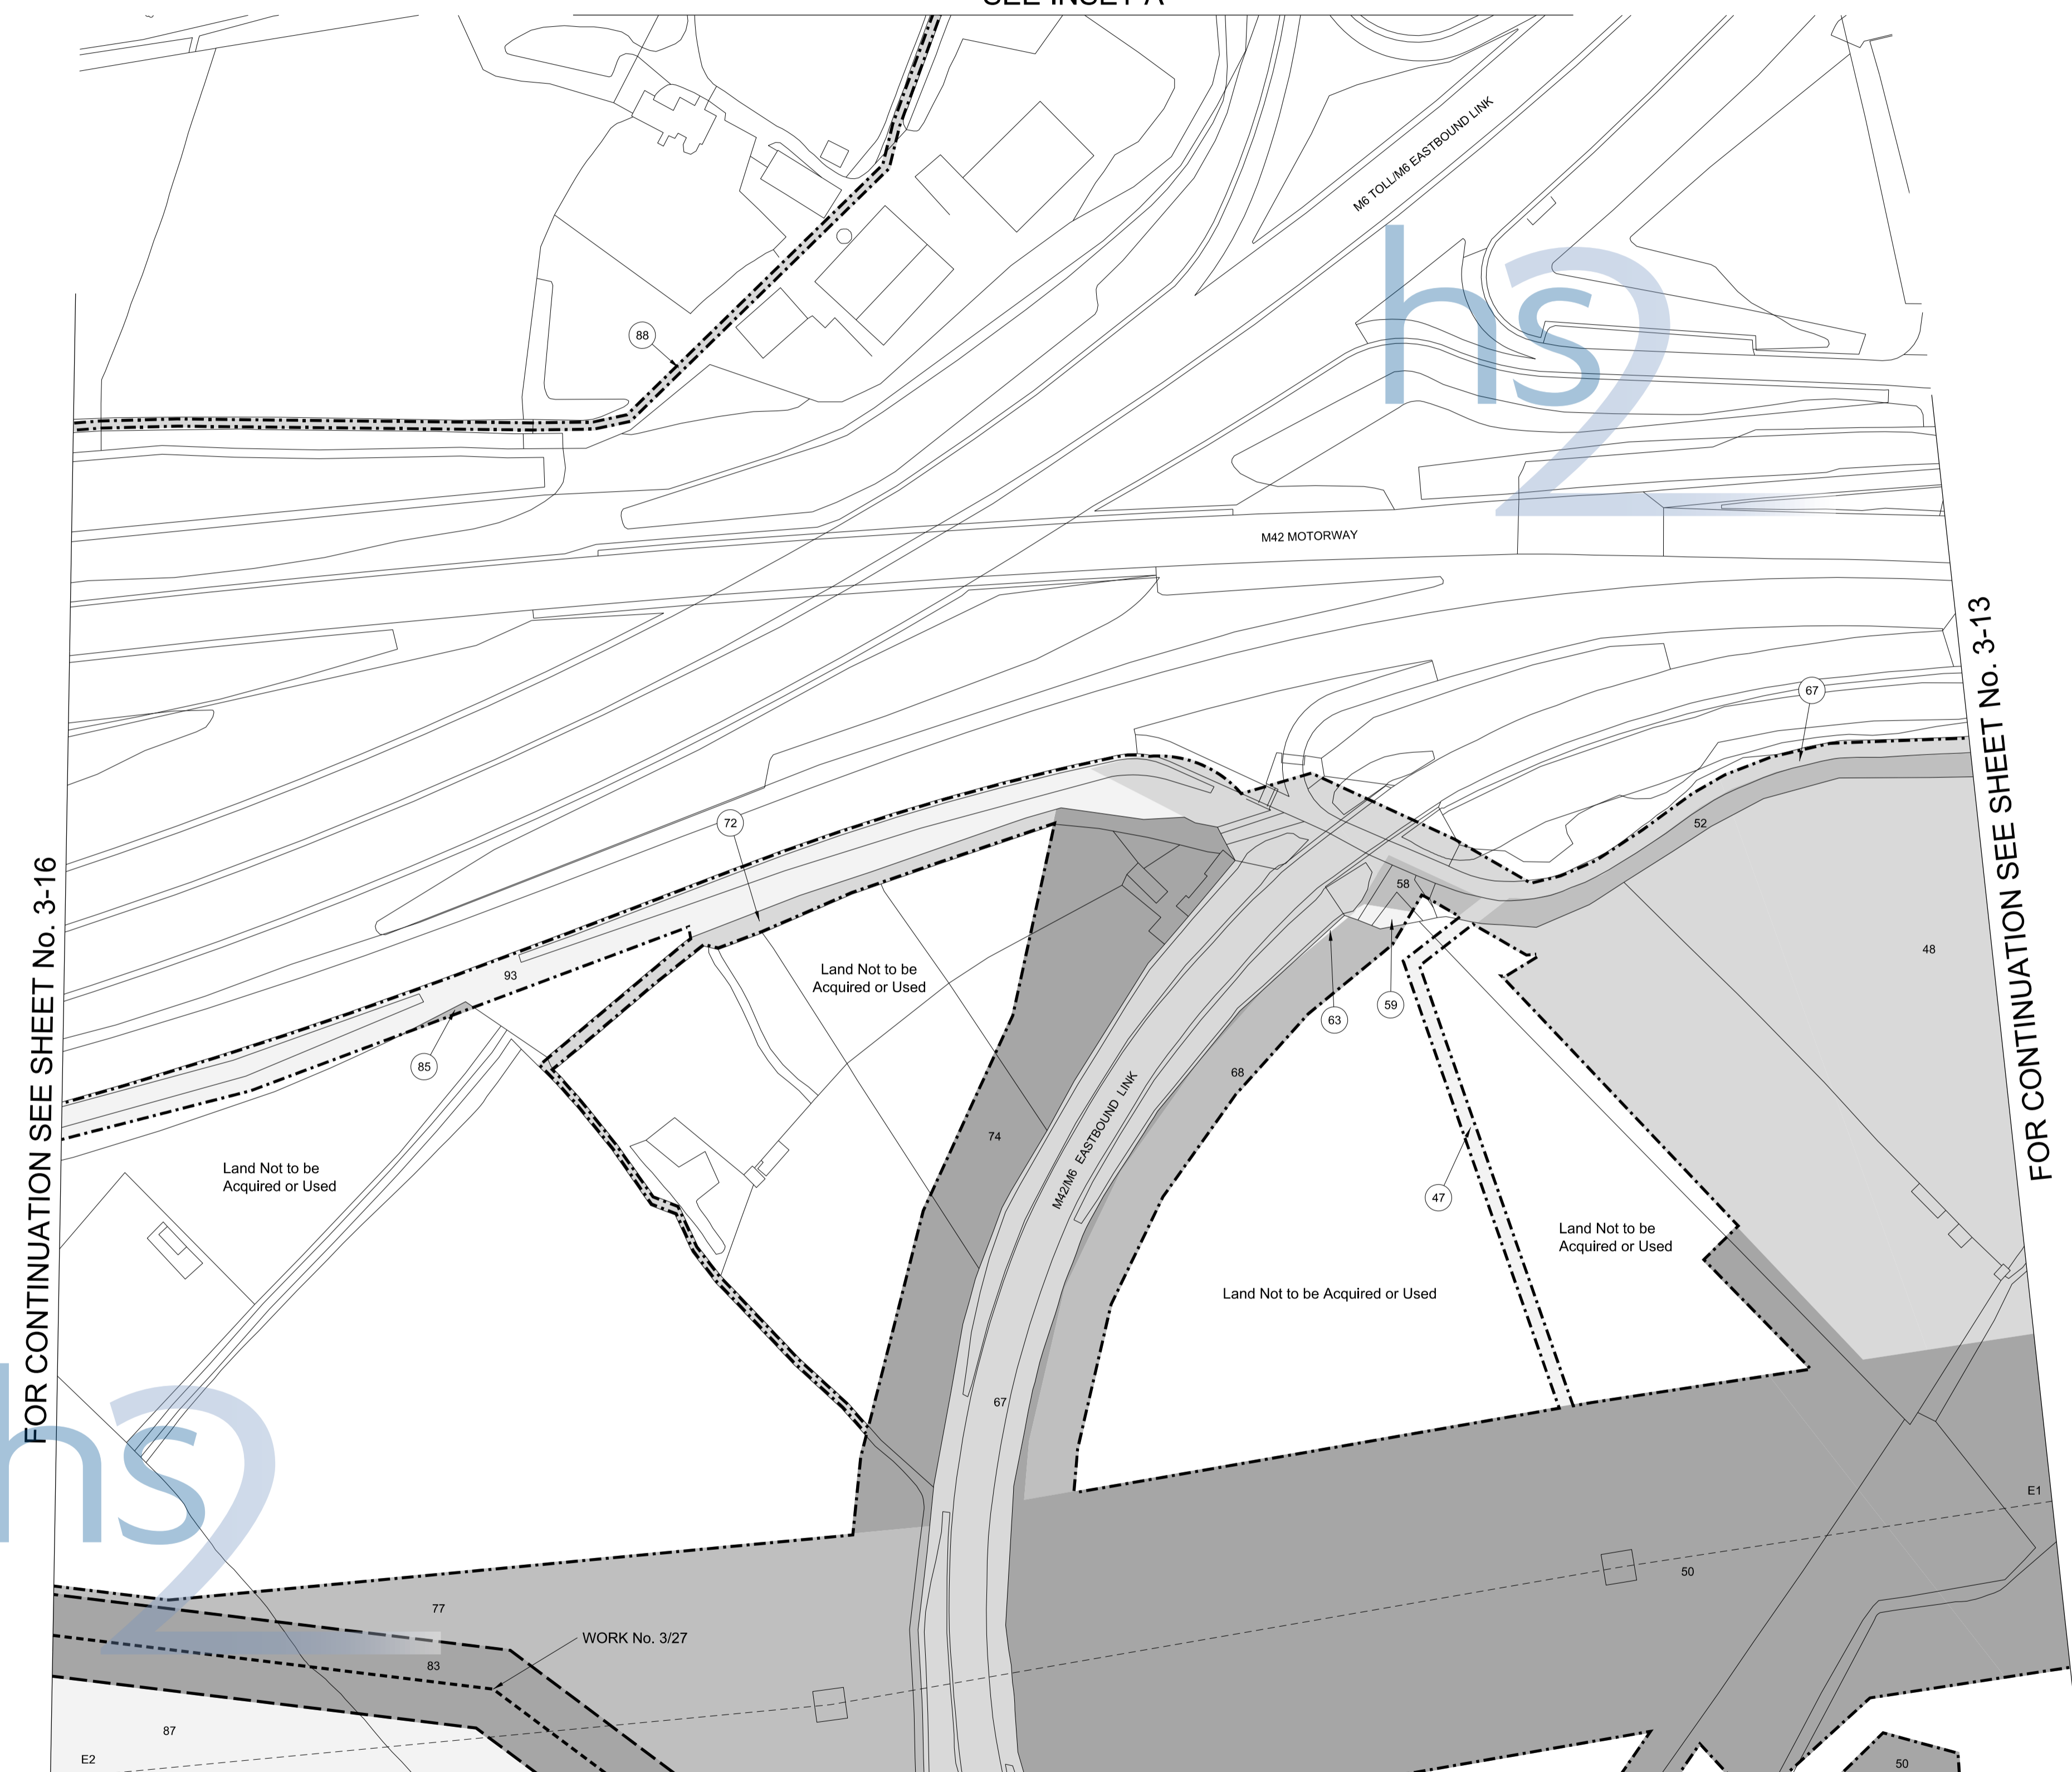 SEE INSET A
M6 TOLL/M6 EASTBOUND LINK
hs2
88
M42 MOTORWAY
FOR CONTINUATION SEE SHEET No. 3-13
67
72
52
58
48
FOR CONTINUATION SEE SHEET No. 3-16
93
Land Not to be
Acquired or Used
59
63
85
68
M42/M6 EASTBOUND LINK
74
Land Not to be
Acquired or Used
47
Land Not to be
Acquired or Used
Land Not to be Acquired or Used
67
hs2
E1
50
77
WORK No. 3/27
83
87
E2
50